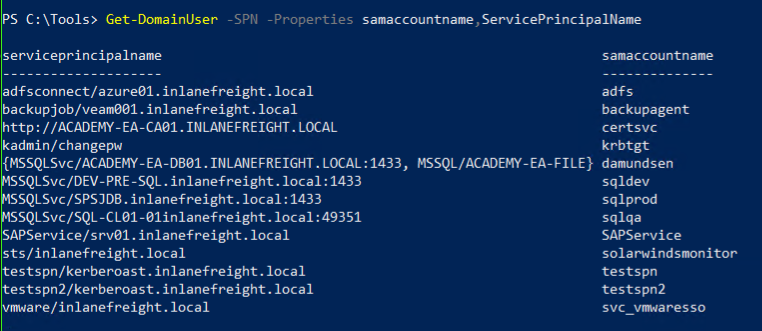 PS C:\Tools> Get-DomainUser -SPN -Properties samaccountname,ServicePrincipalName
serviceprincipalname samaccountname
-------------------- --------------
adfsconnect/azure01.inlanefreight.local adfs
backupjob/veam001.inlanefreight.local backupagent
http://ACADEMY-EA-CA01.INLANEFREIGHT.LOCAL certsvc
kadmin/changepw krbtgt
{MSSQLSvc/ACADEMY-EA-DB01.INLANEFREIGHT.LOCAL:1433, MSSQL/ACADEMY-EA-FILE} damundsen
MSSQLSvc/DEV-PRE-SQL.inlanefreight.local:1433 sqldev
MSSQLSvc/SPSJDB.inlanefreight.local:1433 sqlprod
MSSQLSvc/SQL-CL01-01inlanefreight.local:49351 sqlqa
SAPService/srv01.inlanefreight.local SAPService
sts/inlanefreight.local solarwindsmonitor
testspn/kerberoast.inlanefreight.local testspn
testspn2/kerberoast.inlanefreight.local testspn2
vmware/inlanefreight.local svc_vmwaresso